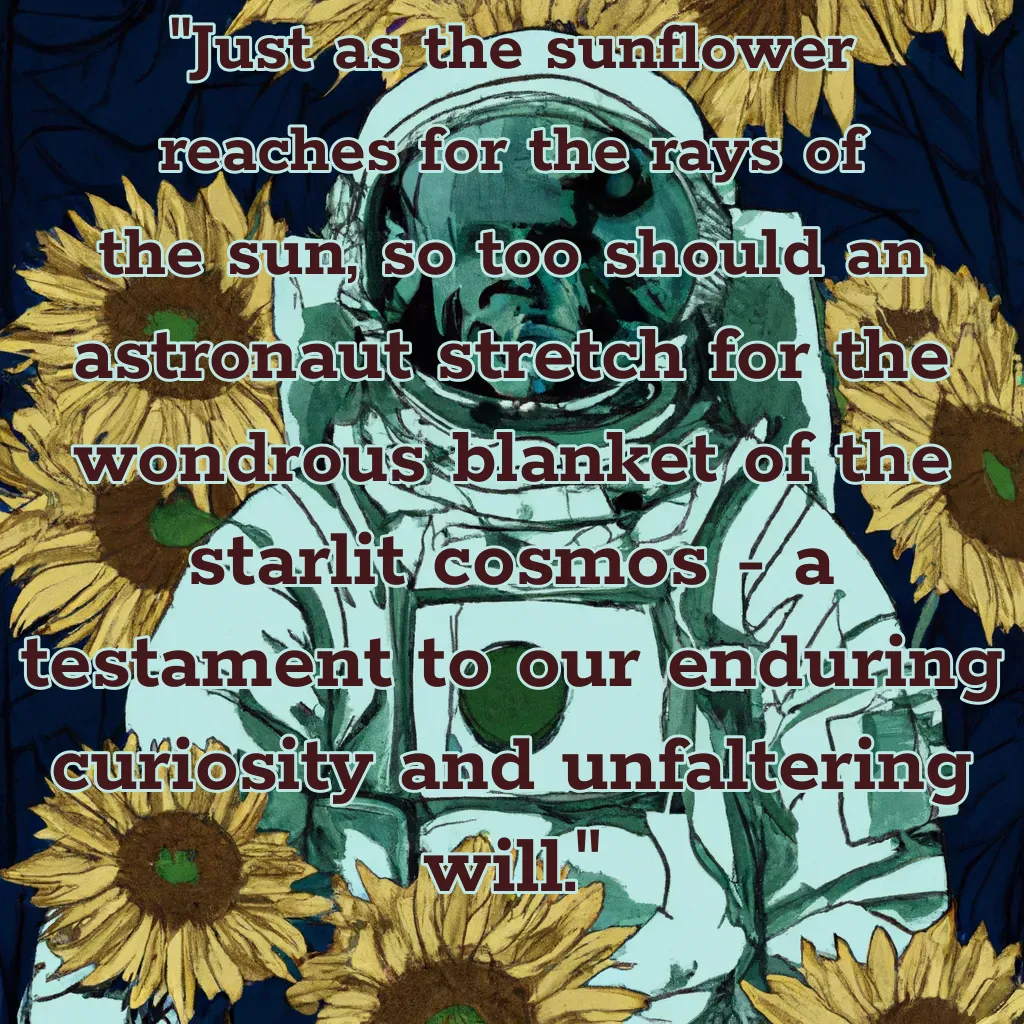 "Just as the sunflower
reaches for the rays of
the sun, so too should an
astronaut stretch for the
wondrous blanket of the
starlit cosmos - a
testament to our enduring
curiosity and unfaltering
will."